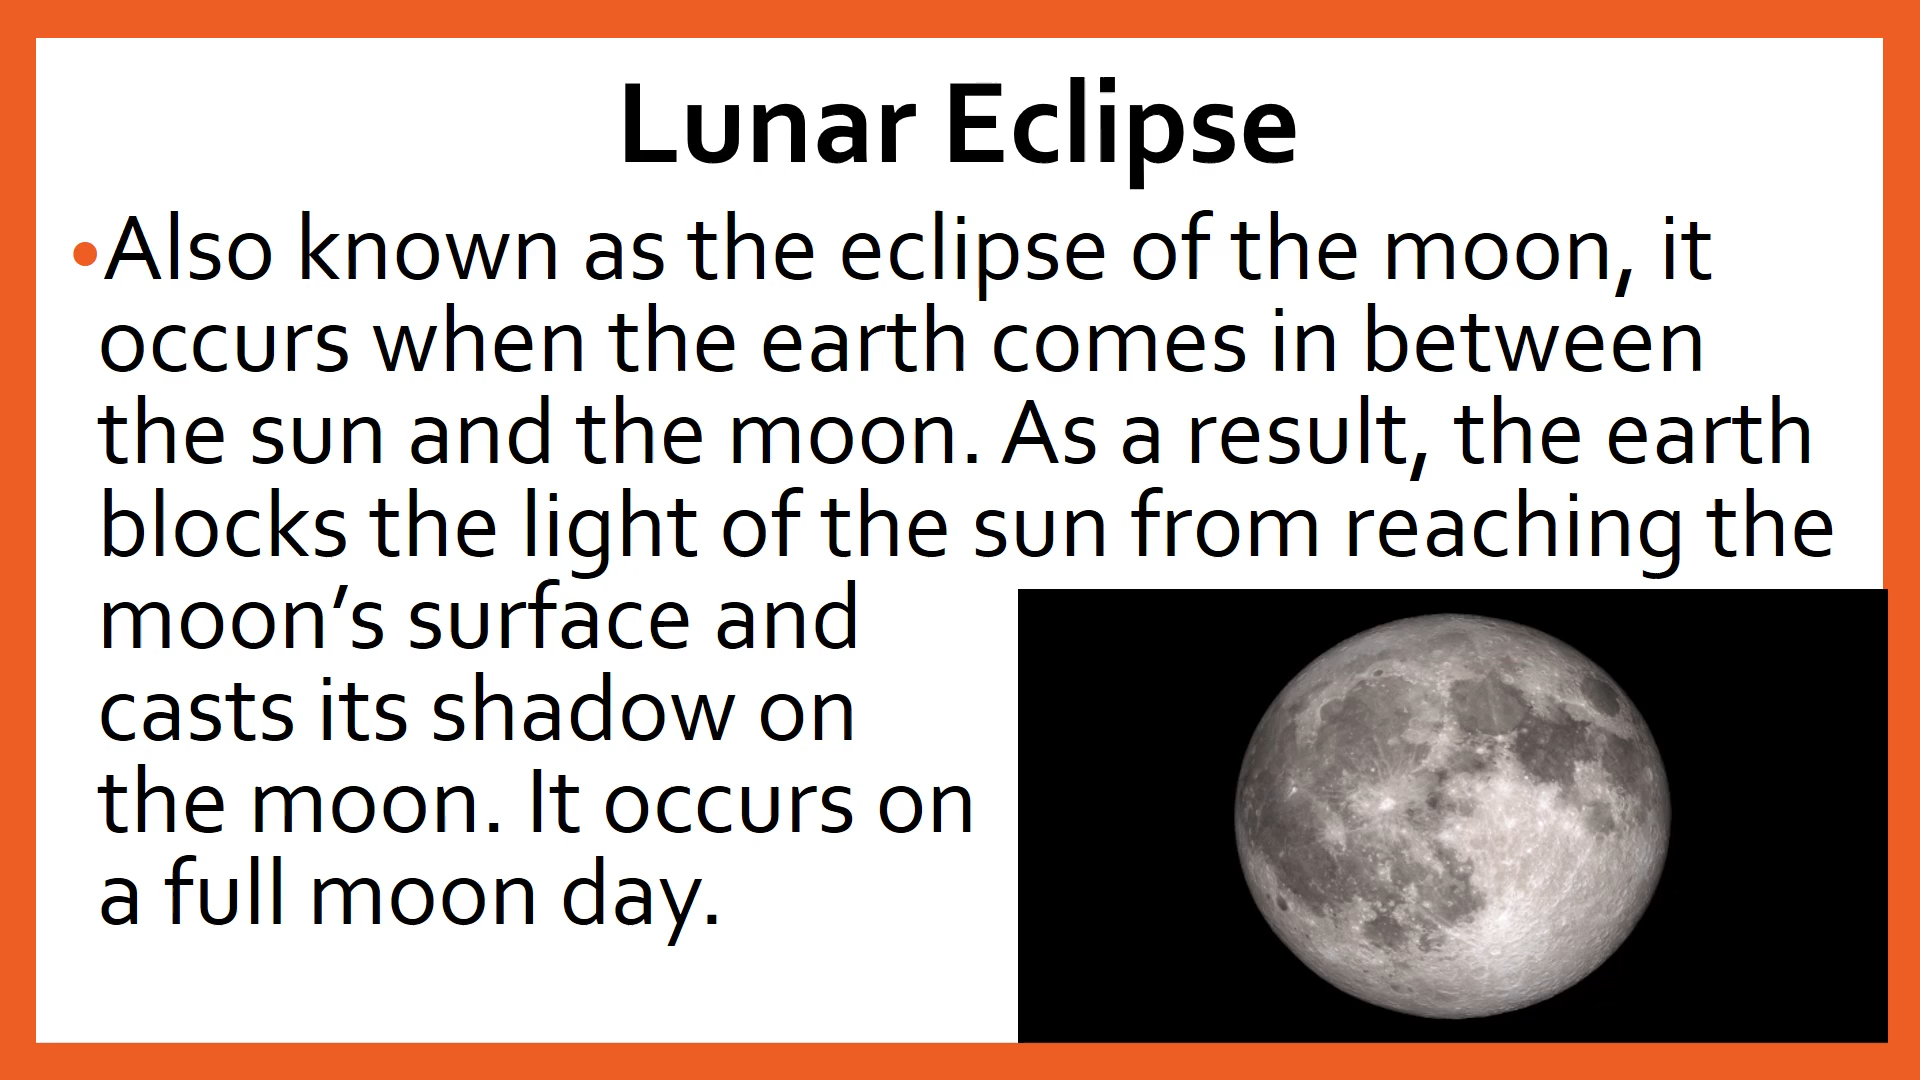 Lunar Eclipse
•Also known as the eclipse of the moon, it
occurs when the earth comes in between
the sun and the moon. As a result, the earth
blocks the light of the sun from reaching the
moon’s surface and
casts its shadow on
the moon. It occurs on
a full moon day.